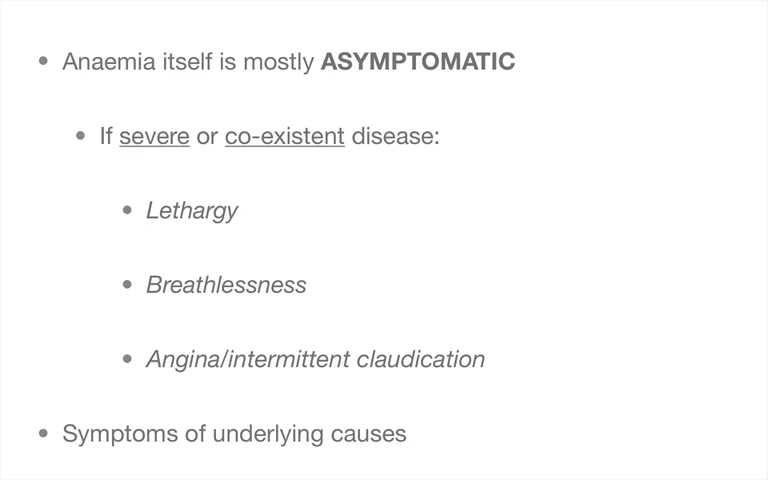 • Anaemia itself is mostly ASYMPTOMATIC
• If severe or co-existent disease:
• Lethargy
• Breathlessness
• Angina/intermittent claudication
• Symptoms of underlying causes